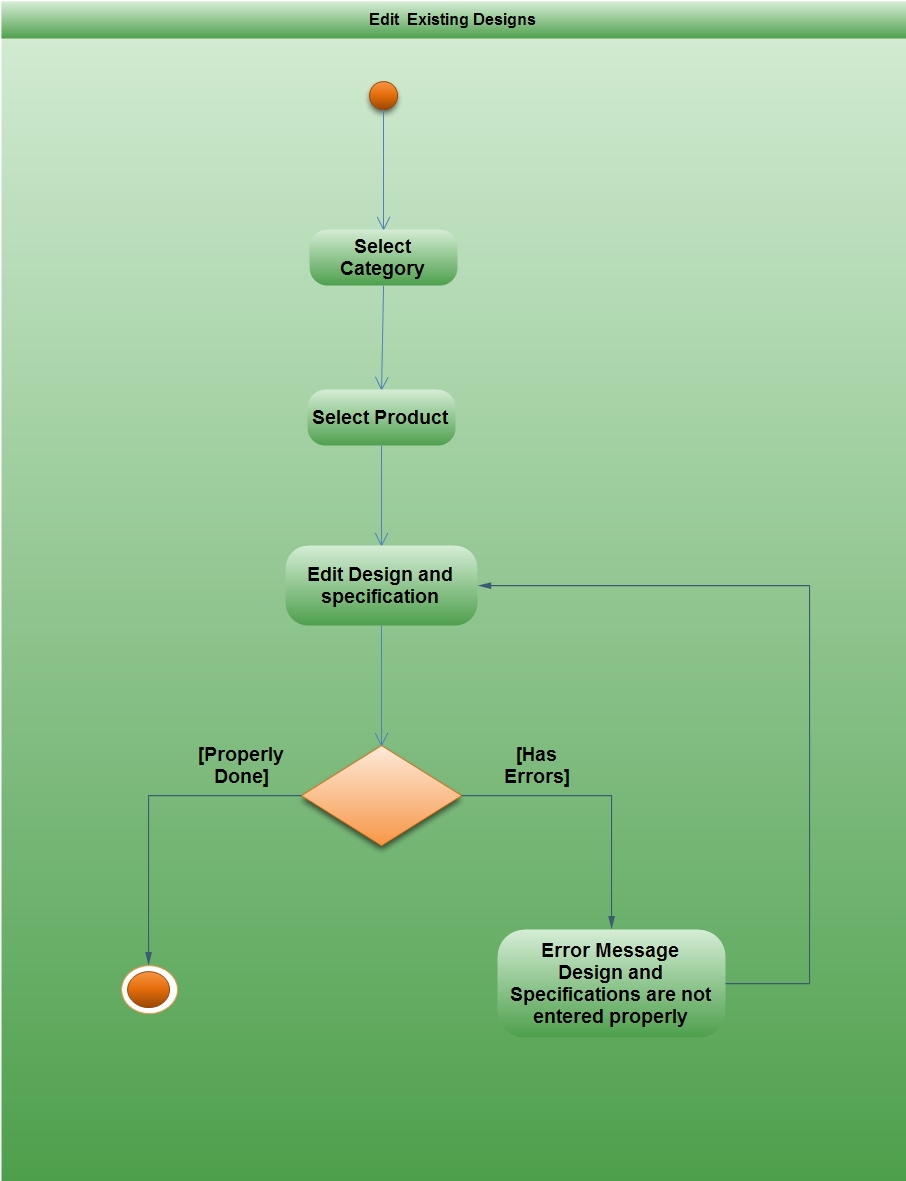 Edit Existing Designs
Select
Category
Select Product
Edit Design and
specification
[Properly
Done]
[Has
Errors]
Error Message
Design and
Specifications are not
entered properly